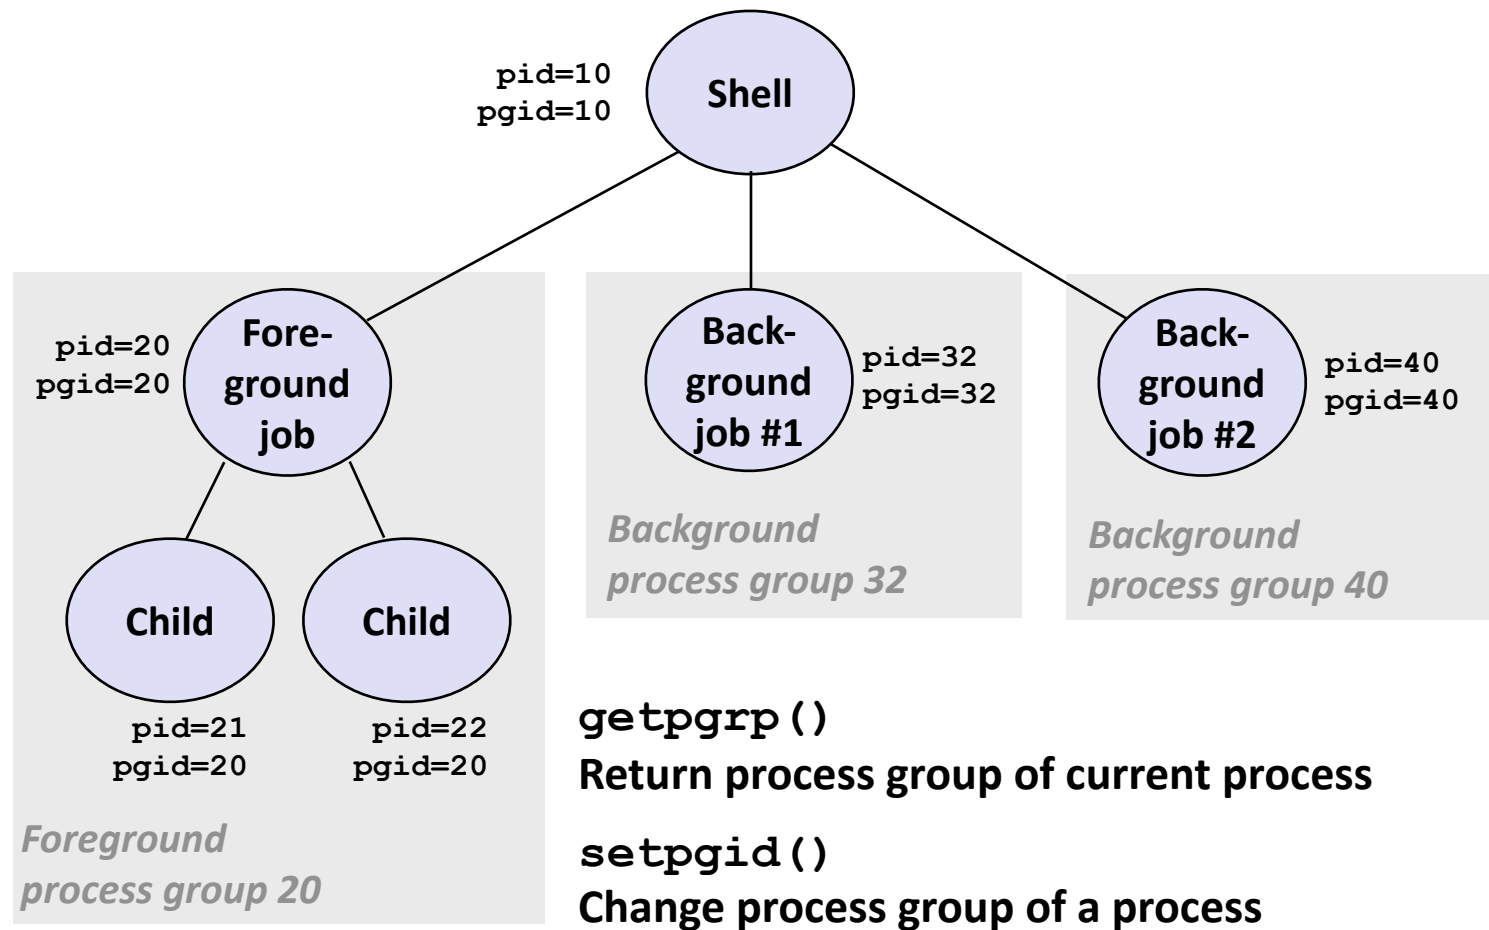 pid=10
pgid=10
Shell
pid=20
pgid=20
Fore-
ground
job
Back-
ground
job #1
pid=32
pgid=32
Back-
ground
job #2
pid=40
pgid=40
Background
process group 32
Background
process group 40
Child
Child
pid=21
pgid=20
pid=22
pgid=20
Foreground
process group 20
getpgrp()
Return process group of current process
setpgid()
Change process group of a process